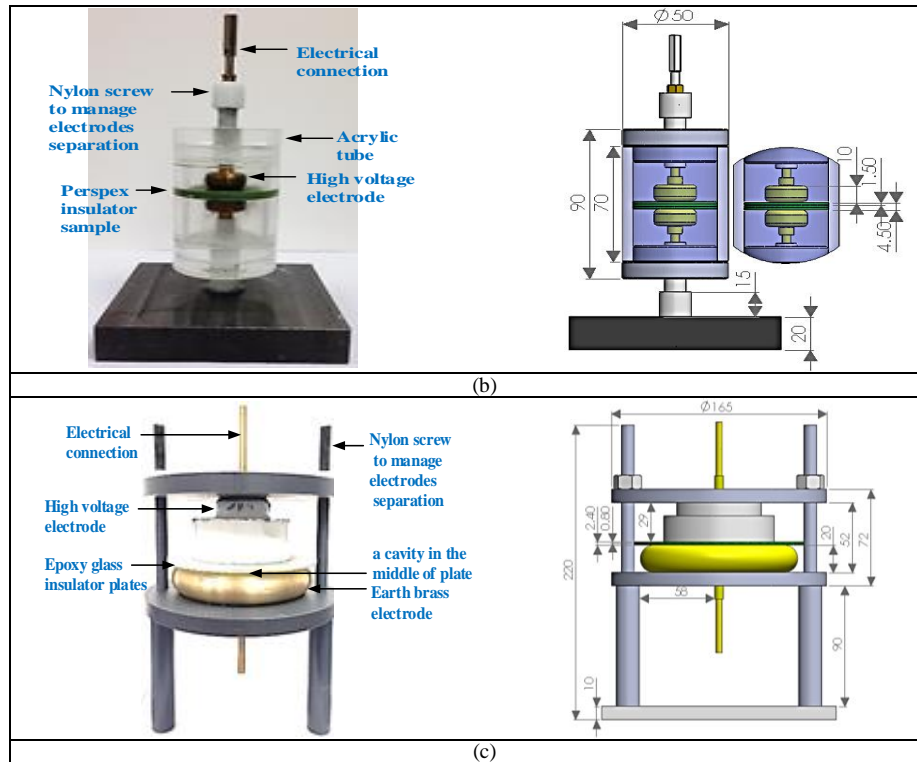 Electrical
connection
Nylon screw
to manage
electrodes
separation
Acrylic
tube
High voltage
electrode
Perspex
insulator
sample
Ø50
90
70
10
1.50
4.50
15
20
(b)
Electrical
connection
Nylon screw
to manage
electrodes
separation
High voltage
electrode
Epoxy glass
insulator plates
a cavity in the
middle of plate
Earth brass
electrode
Ø165
220
2.40
0.80
29
20
52
72
58
90
10
(c)